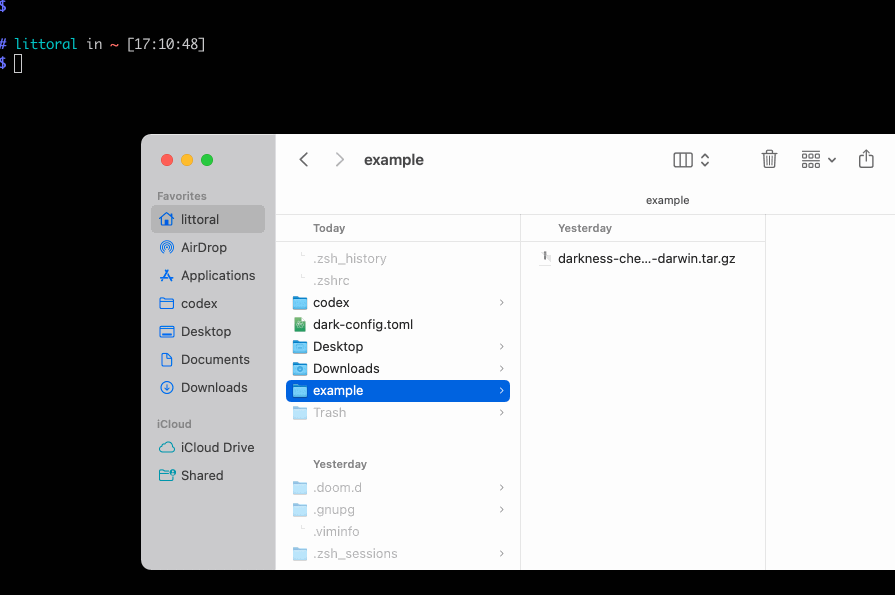 $
# littoral in ~ [17:10:48]
$
example
example
Favorites
littoral
AirDrop
Applications
codex
Desktop
Documents
Downloads
iCloud
iCloud Drive
Shared
Today
.zsh_history
.zshrc
codex
dark-config.toml
Desktop
Downloads
example
Trash
Yesterday
.doom.d
.gnupg
.viminfo
.zsh_sessions
Yesterday
darkness-che...-darwin.tar.gz